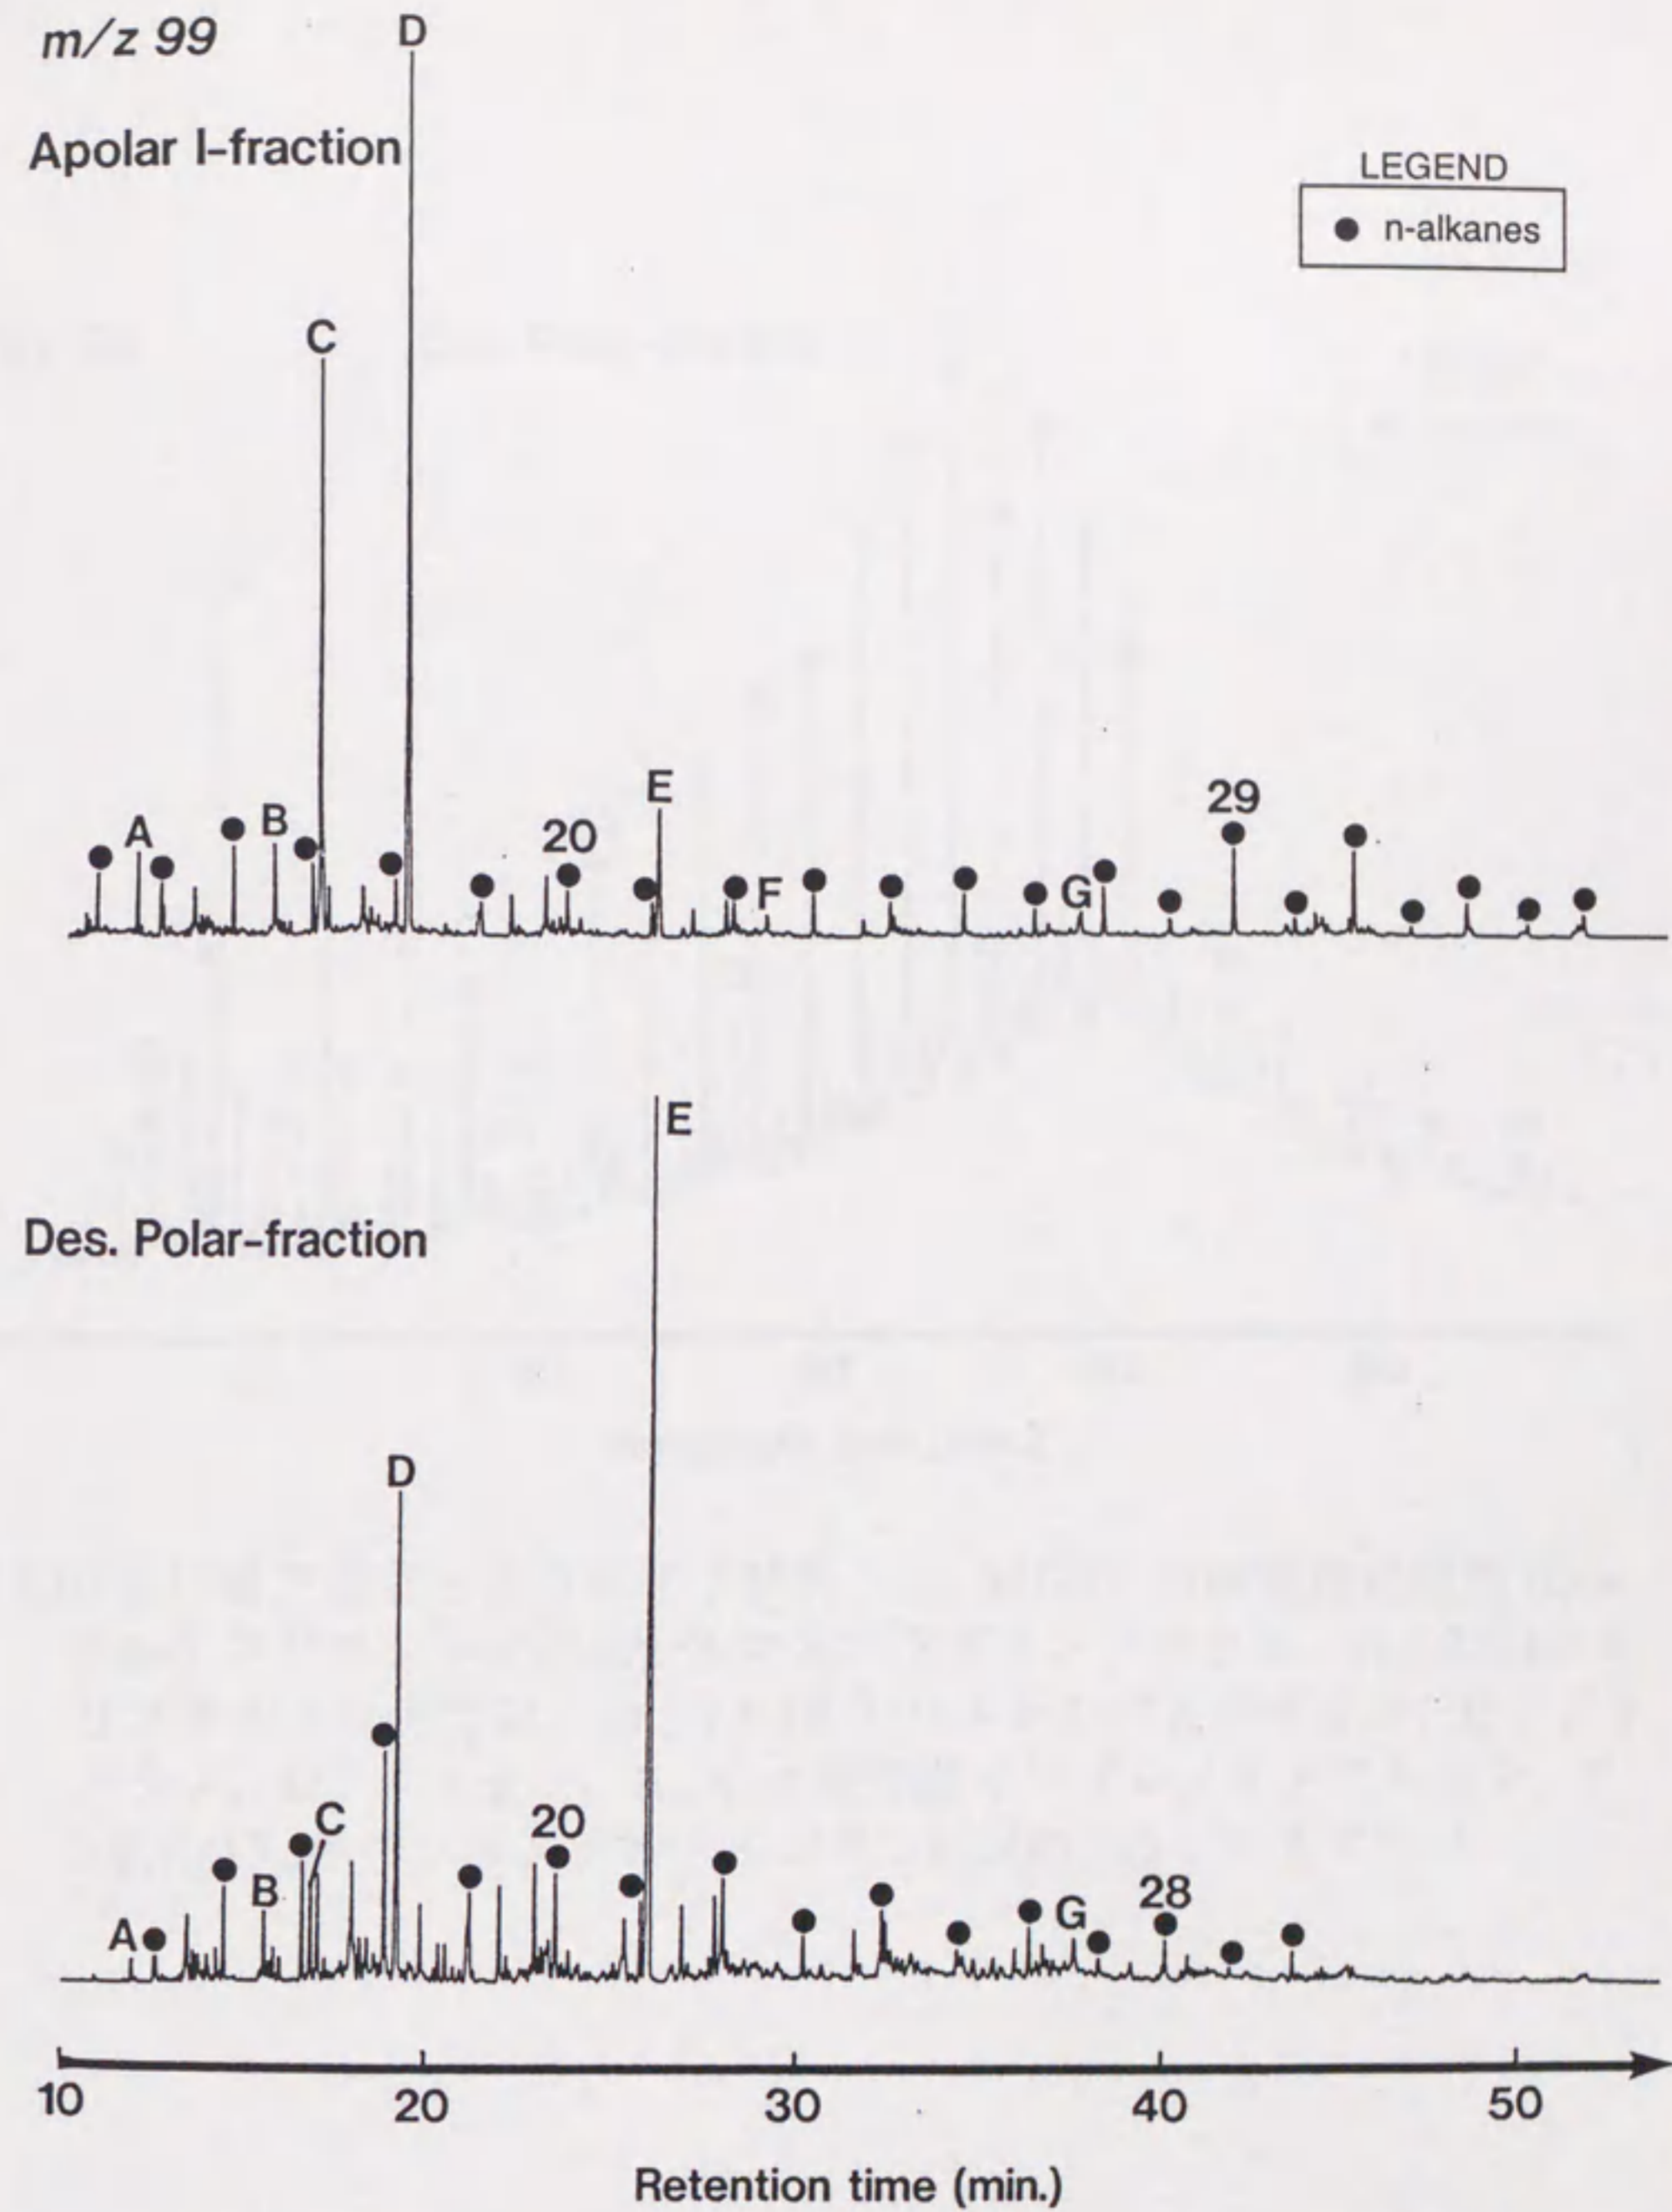 m/z 99
D
Apolar I-fraction
LEGEND
● n-alkanes
C
E
29
A
B
20
F
G
E
Des. Polar-fraction
D
C
20
A
B
G
28
10 20 30 40 50
Retention time (min.)